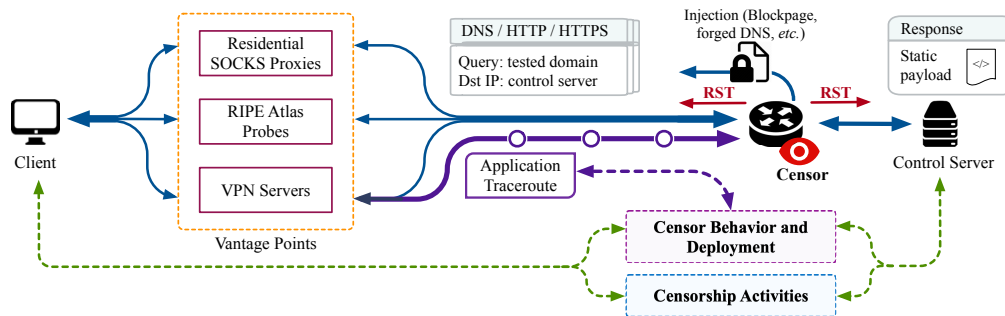 Client
Residential
SOCKS Proxies
RIPE Atlas
Probes
VPN Servers
Vantage Points
DNS / HTTP / HTTPS
Query: tested domain
Dst IP: control server
Application
Traceroute
Injection (Blockpage,
forged DNS, etc.)
RST
RST
Censor
Response
Static
payload
</>
Control Server
Censor Behavior and
Deployment
Censorship Activities